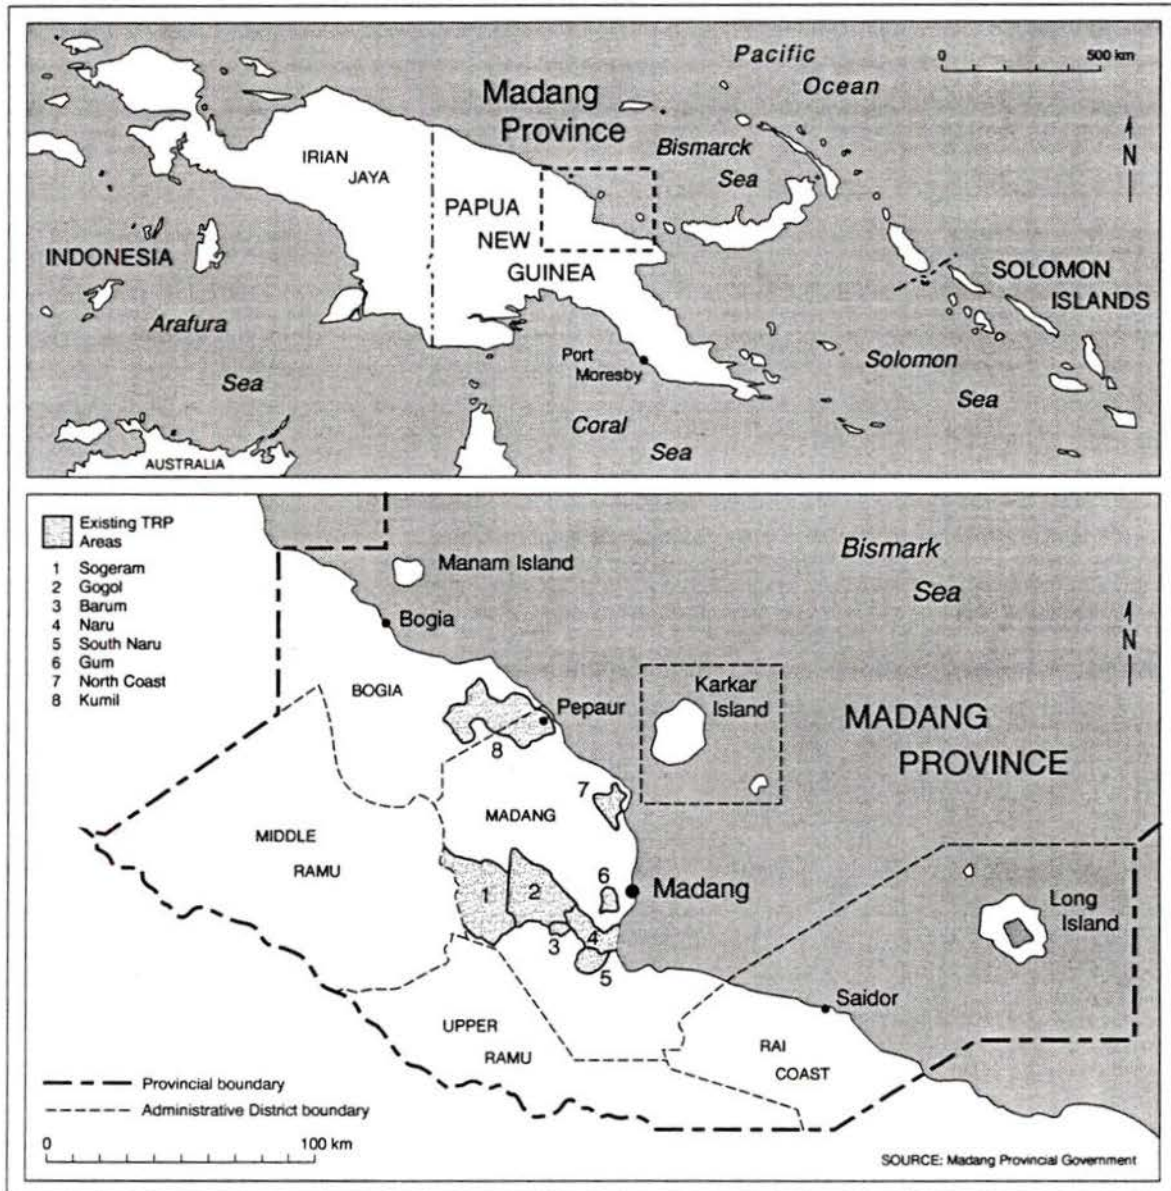 Pacific
Ocean
0 500 km
Madang
Province
Bismarck
Sea
N
IRIAN
JAYA
PAPUA
NEW
GUINEA
INDONESIA
SOLOMON
ISLANDS
Arafura
Sea
Port
Moresby
Solomon
Sea
Coral
Sea
AUSTRALIA
Existing TRP
Areas
1 Sogeram
2 Gogol
3 Barum
4 Naru
5 South Naru
6 Gum
7 North Coast
8 Kumil
Manam Island
Bismark
Sea
N
Bogia
BOGIA
Karkar
Island
Pepaur
8
MADANG
PROVINCE
7
MADANG
MIDDLE
RAMU
6
Madang
1
2
3
4
5
Long
Island
Saidor
UPPER
RAMU
RAI
COAST
Provincial boundary
Administrative District boundary
0 100 km
SOURCE: Madang Provincial Government